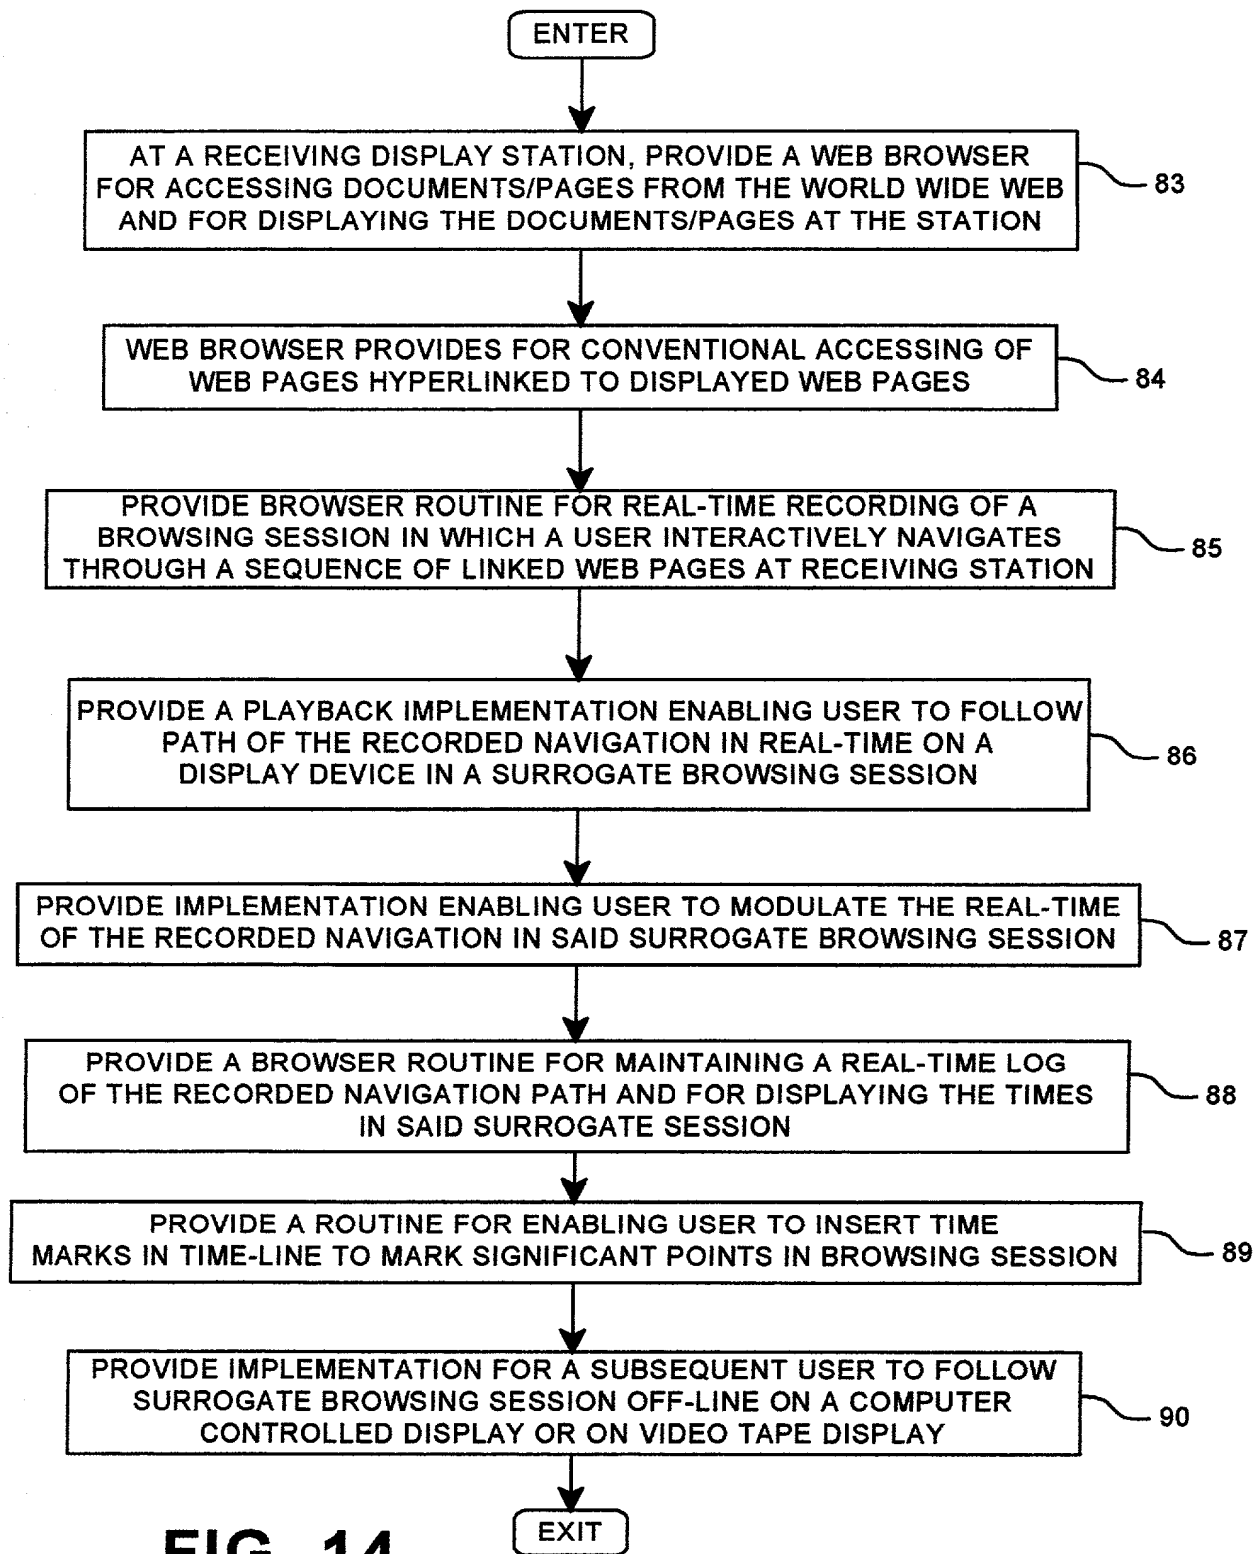 ENTER
AT A RECEIVING DISPLAY STATION, PROVIDE A WEB BROWSER
FOR ACCESSING DOCUMENTS/PAGES FROM THE WORLD WIDE WEB
AND FOR DISPLAYING THE DOCUMENTS/PAGES AT THE STATION
83
WEB BROWSER PROVIDES FOR CONVENTIONAL ACCESSING OF
WEB PAGES HYPERLINKED TO DISPLAYED WEB PAGES
84
PROVIDE BROWSER ROUTINE FOR REAL-TIME RECORDING OF A
BROWSING SESSION IN WHICH A USER INTERACTIVELY NAVIGATES
THROUGH A SEQUENCE OF LINKED WEB PAGES AT RECEIVING STATION
85
PROVIDE A PLAYBACK IMPLEMENTATION ENABLING USER TO FOLLOW
PATH OF THE RECORDED NAVIGATION IN REAL-TIME ON A
DISPLAY DEVICE IN A SURROGATE BROWSING SESSION
86
PROVIDE IMPLEMENTATION ENABLING USER TO MODULATE THE REAL-TIME
OF THE RECORDED NAVIGATION IN SAID SURROGATE BROWSING SESSION
87
PROVIDE A BROWSER ROUTINE FOR MAINTAINING A REAL-TIME LOG
OF THE RECORDED NAVIGATION PATH AND FOR DISPLAYING THE TIMES
IN SAID SURROGATE SESSION
88
PROVIDE A ROUTINE FOR ENABLING USER TO INSERT TIME
MARKS IN TIME-LINE TO MARK SIGNIFICANT POINTS IN BROWSING SESSION
89
PROVIDE IMPLEMENTATION FOR A SUBSEQUENT USER TO FOLLOW
SURROGATE BROWSING SESSION OFF-LINE ON A COMPUTER
CONTROLLED DISPLAY OR ON VIDEO TAPE DISPLAY
90
EXIT
FIG. 14